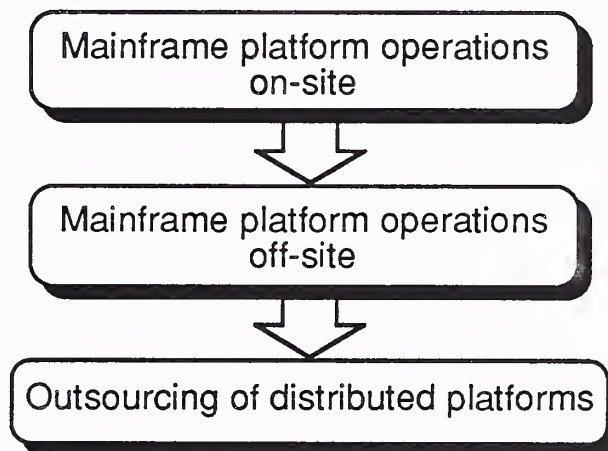 Mainframe platform operations
on-site
Mainframe platform operations
off-site
Outsourcing of distributed platforms